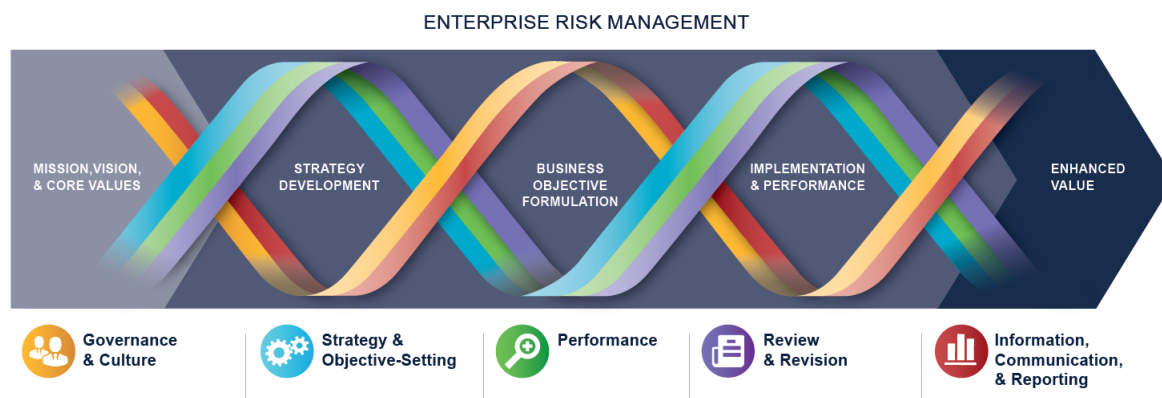 ENTERPRISE RISK MANAGEMENT
MISSION,VISION,
& CORE VALUES
STRATEGY
DEVELOPMENT
BUSINESS
OBJECTIVE
FORMULATION
IMPLEMENTATION
& PERFORMANCE
ENHANCED
VALUE
Governance
& Culture
Strategy &
Objective-Setting
Performance
Review
& Revision
Information,
Communication,
& Reporting